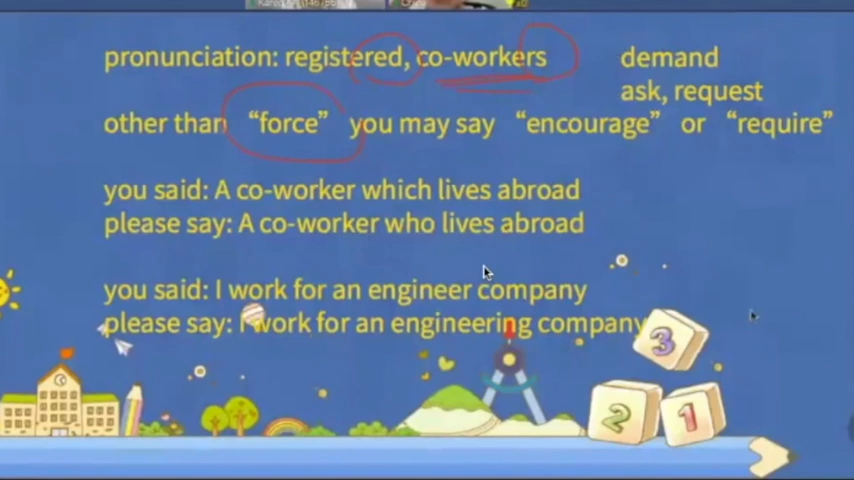 pronunciation: registered, co-workers
demand
ask, request
other than “force” you may say “encourage” or “require”
you said: A co-worker which lives abroad
please say: A co-worker who lives abroad
you said: I work for an engineer company
please say: I work for an engineering company
3
2 1